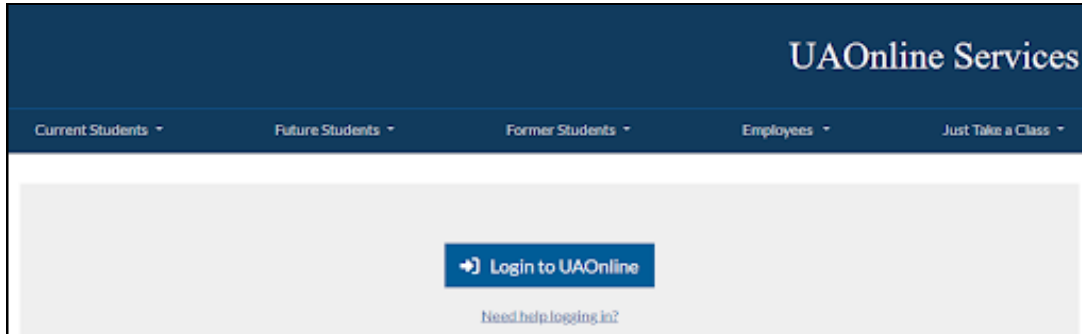 UAOnline Services
Current Students Future Students Former Students Employees Just Take a Class
Login to UAOnline
Need help logging in?